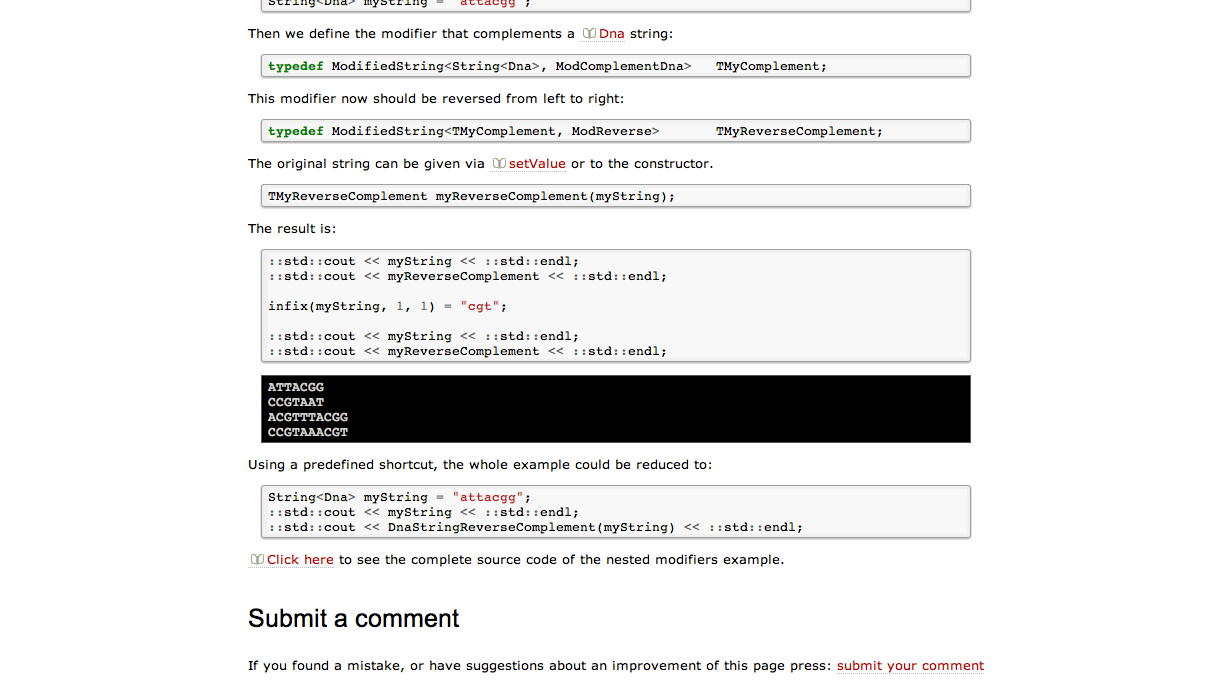 String<Dna> myString = "attacgg";
Then we define the modifier that complements a Dna string:
typedef ModifiedString<String<Dna>, ModComplementDna>   TMyComplement;
This modifier now should be reversed from left to right:
typedef ModifiedString<TMyComplement, ModReverse>       TMyReverseComplement;
The original string can be given via setValue or to the constructor.
TMyReverseComplement myReverseComplement(myString);
The result is:
::std::cout << myString << ::std::endl;
::std::cout << myReverseComplement << ::std::endl;
infix(myString, 1, 1) = "cgt";
::std::cout << myString << ::std::endl;
::std::cout << myReverseComplement << ::std::endl;
ATTACGG
CCGTAAT
ACGTTTACGG
CCGTAAACGT
Using a predefined shortcut, the whole example could be reduced to:
String<Dna> myString = "attacgg";
::std::cout << myString << ::std::endl;
::std::cout << DnaStringReverseComplement(myString) << ::std::endl;
Click here to see the complete source code of the nested modifiers example.
Submit a comment
If you found a mistake, or have suggestions about an improvement of this page press: submit your comment